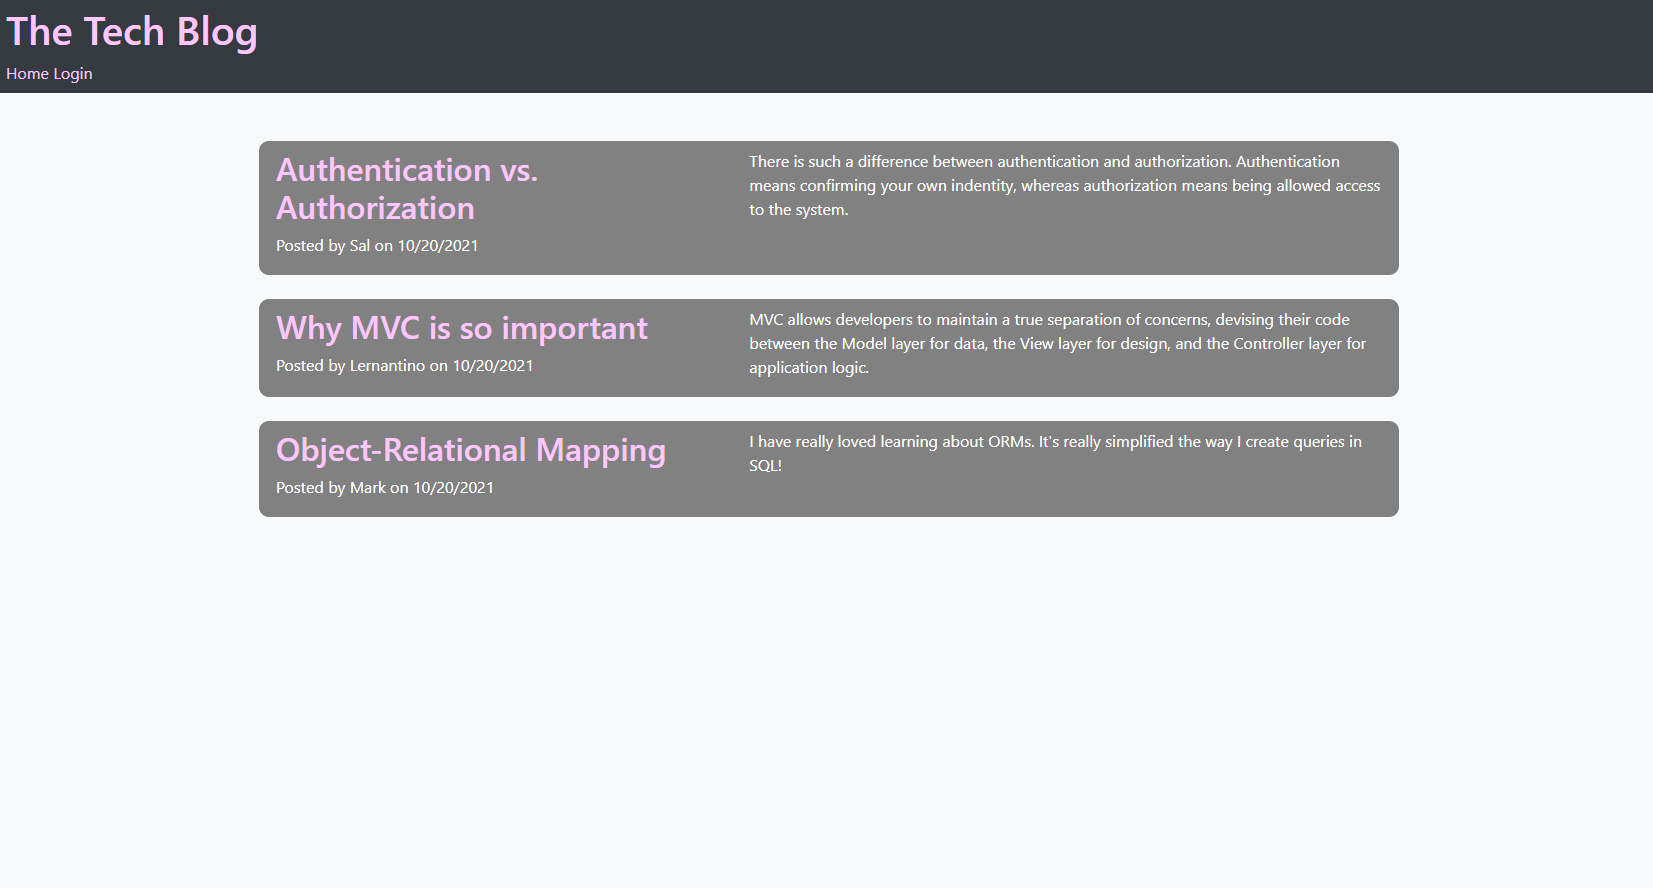 The Tech Blog
Home Login
Authentication vs.
Authorization
Posted by Sal on 10/20/2021
There is such a difference between authentication and authorization. Authentication
means confirming your own indentity, whereas authorization means being allowed access
to the system.
Why MVC is so important
Posted by Lernantino on 10/20/2021
MVC allows developers to maintain a true separation of concerns, devising their code
between the Model layer for data, the View layer for design, and the Controller layer for
application logic.
Object-Relational Mapping
Posted by Mark on 10/20/2021
I have really loved learning about ORMs. It's really simplified the way I create queries in
SQL!